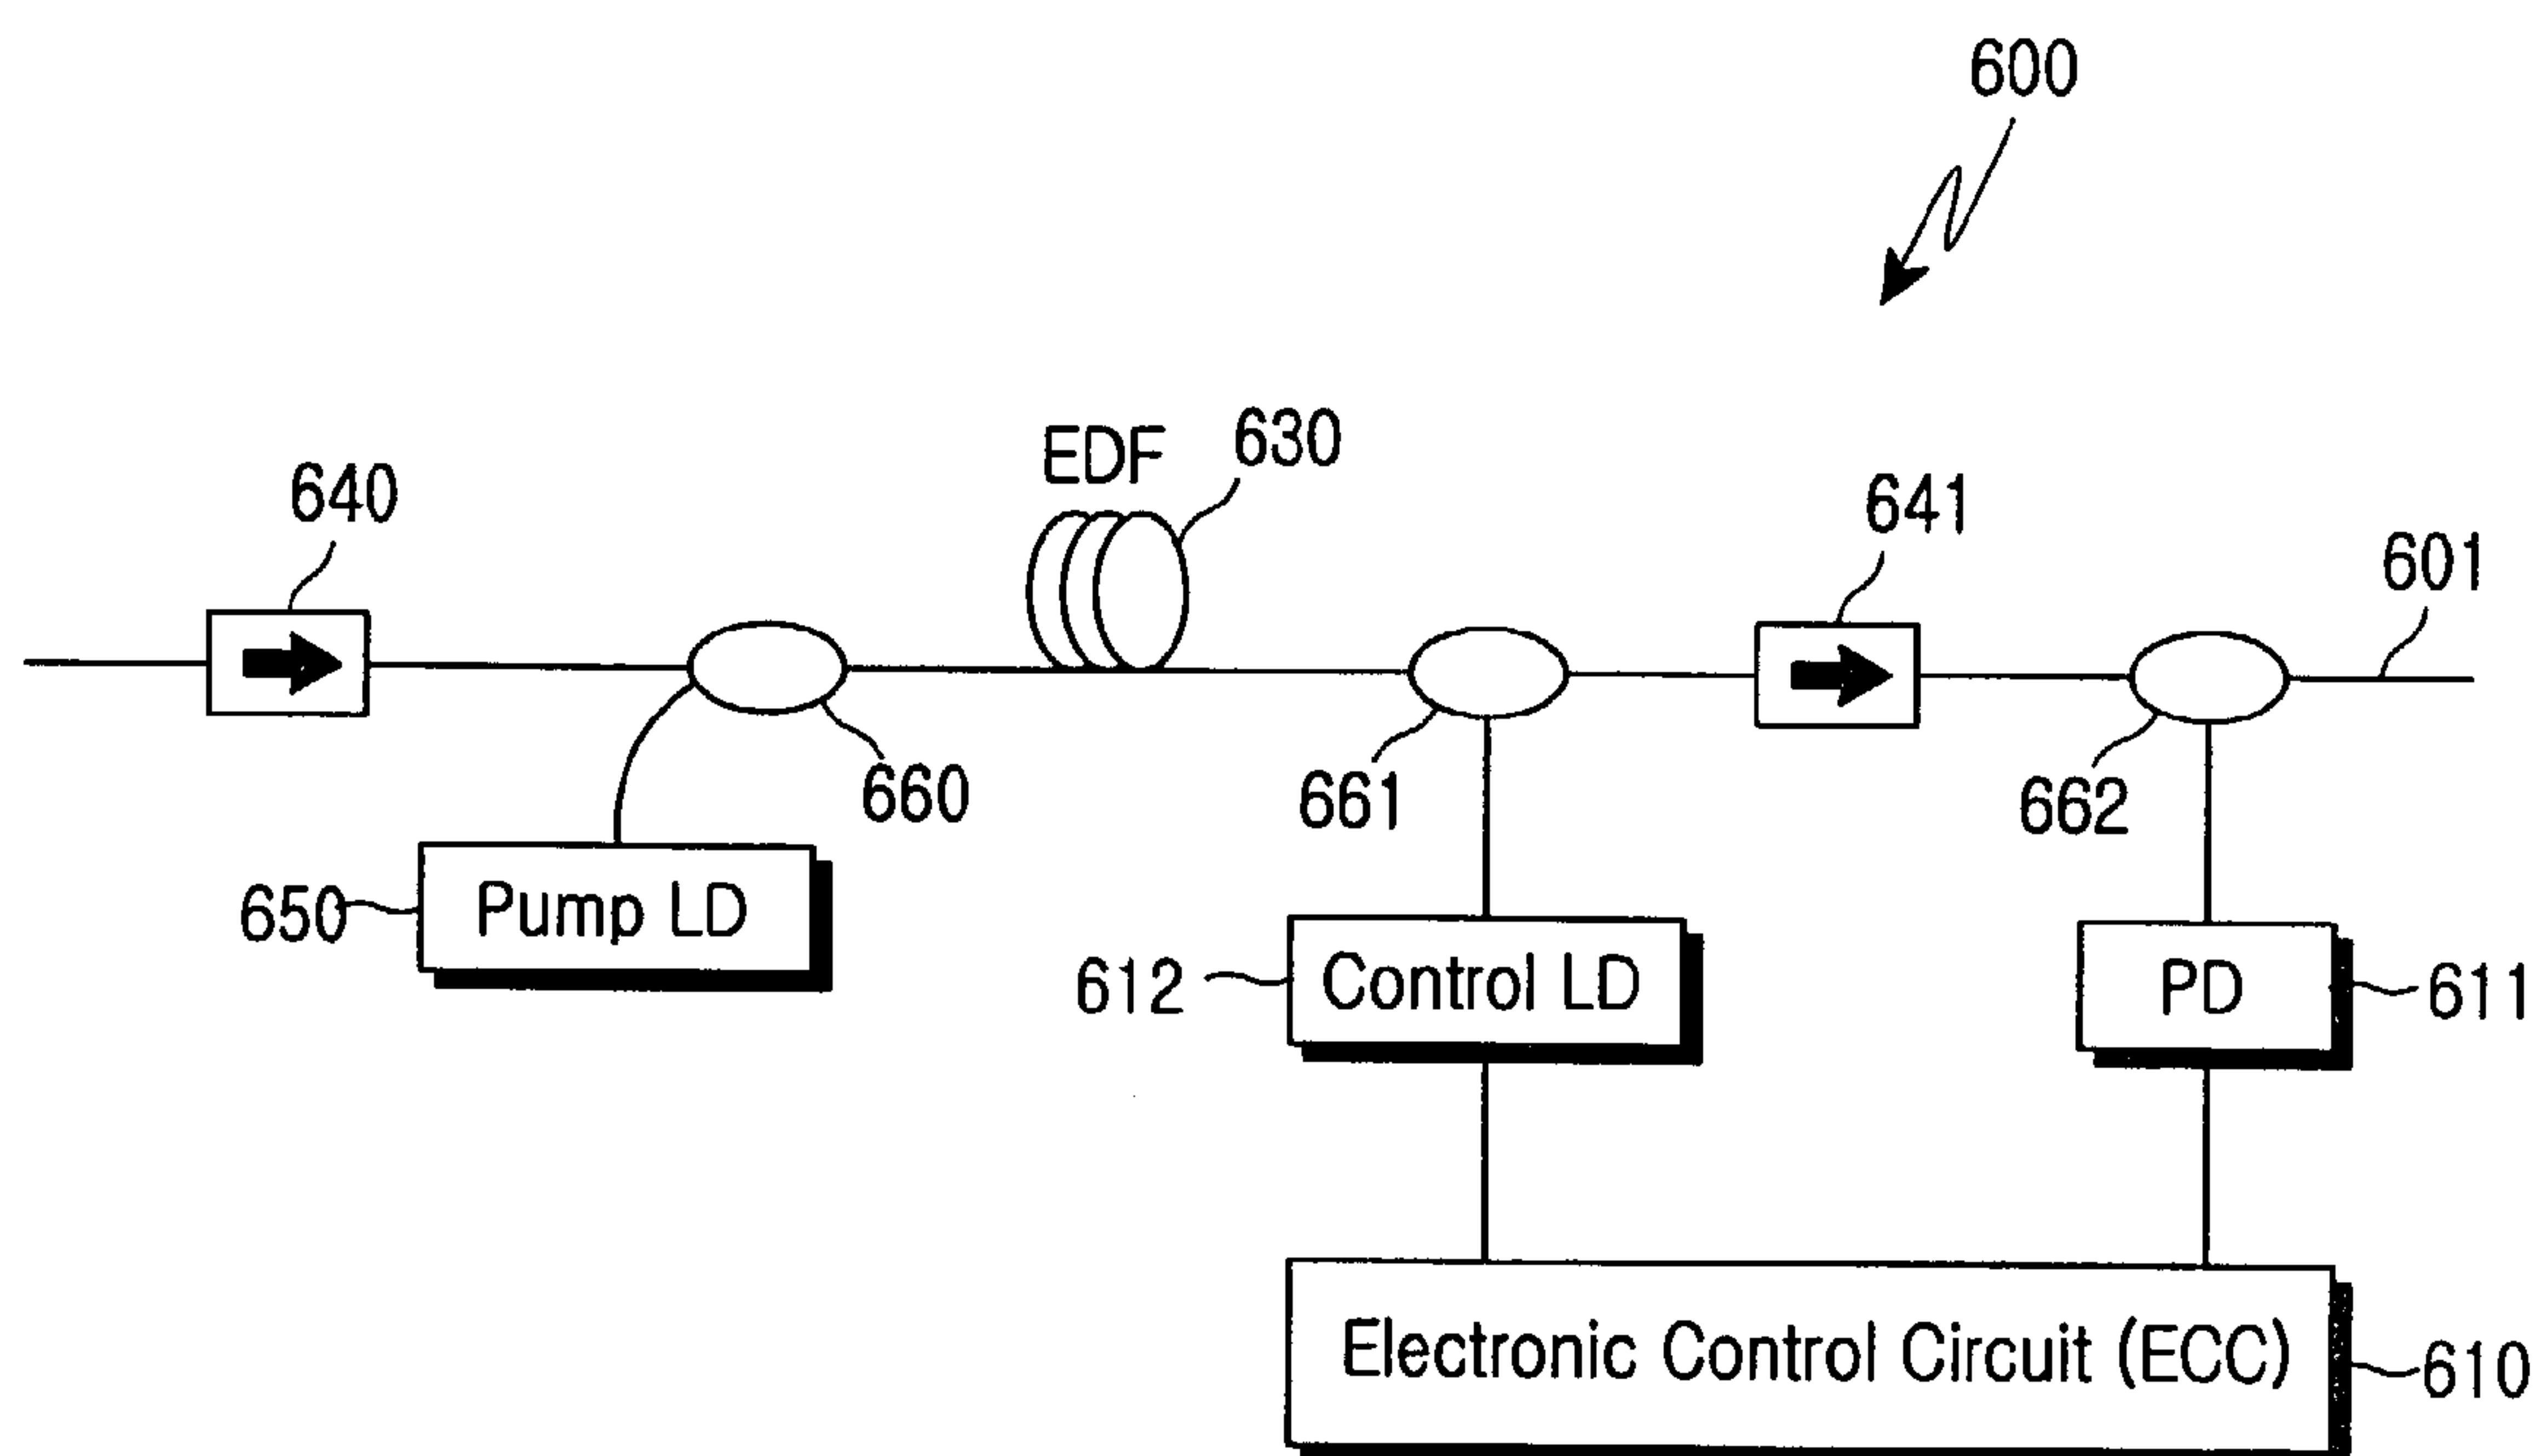 600
EDF
630
640
641
601
660
661
662
650
Pump LD
612
Control LD
PD
611
Electronic Control Circuit (ECC)
610